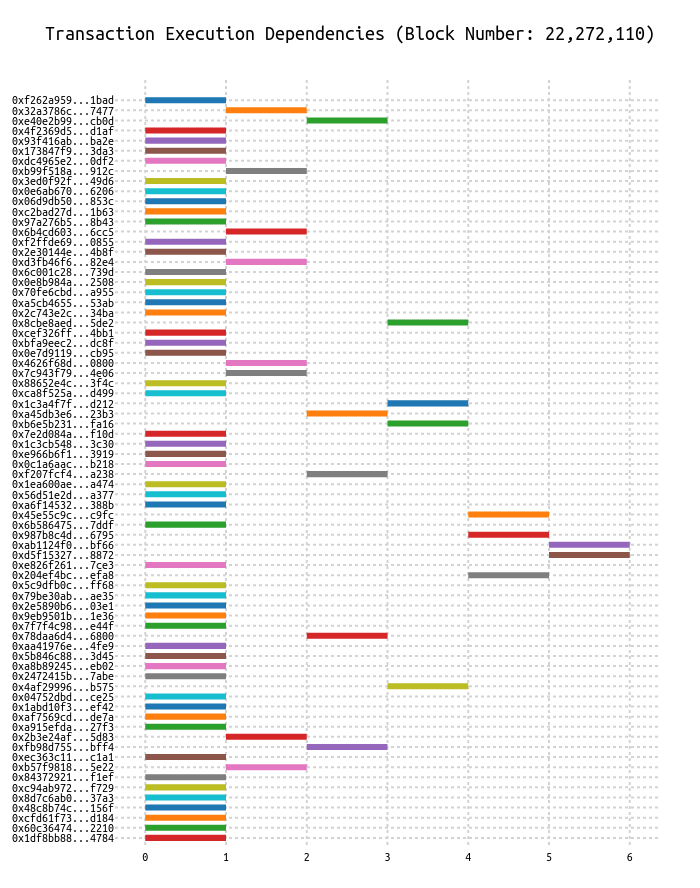 Transaction Execution Dependencies (Block Number: 22,272,110)
0xf262a959...1bad
0x32a3786c...7477
0xe40e2b99...cb0d
0x4f2369d5...d1af
0x93f416ab...ba2e
0x173847f9...3da3
0xdc4965e2...0df2
0xb99f518a...912c
0x3ed0f92f...49d6
0x0e6ab670...6206
0x06d9db50...853c
0xc2bad27d...1b63
0x97a276b5...8b43
0x6b4cd603...6cc5
0xf2ffde69...0855
0x2e30144e...4b8f
0xd3fb46f6...82e4
0x6c001c28...739d
0x0e8b984a...2508
0x70fe6cbd...a955
0xa5cb4655...53ab
0x2c743e2c...34ba
0x8cbe8aed...5de2
0xcef326ff...4bb1
0xbfa9eec2...dc8f
0x0e7d9119...cb95
0x4626f68d...0800
0x7c943f79...4e06
0x88652e4c...3f4c
0xca8f525a...d499
0x1c3a4f7f...d212
0xa45db3e6...23b3
0xb6e5b231...fa16
0x7e2d084a...f10d
0x1c3cb548...3c30
0xe966b6f1...3919
0x0c1a6aac...b218
0xf207fcf4...a238
0x1ea600ae...a474
0x56d51e2d...a377
0xa6f14532...388b
0x45e55c9c...c9fc
0x6b586475...7ddf
0x987b8c4d...6795
0xab1124f0...bf66
0xd5f15327...8872
0xe826f261...7ce3
0x204ef4bc...efa8
0x5c9dfb0c...ff68
0x79be30ab...ae35
0x2e5890b6...03e1
0x9eb9501b...1e36
0x7f7f4c98...e44f
0x78daa6d4...6800
0xaa41976e...4fe9
0x5b846c88...3d45
0xa8b89245...eb02
0x2472415b...7abe
0x4af29996...b575
0x04752dbd...ce25
0x1abd10f3...ef42
0xaf7569cd...de7a
0xa915efda...27f3
0x2b3e24af...5d83
0xfb98d755...bff4
0xec363c11...c1a1
0xb57f9818...5e22
0x84372921...f1ef
0xc94ab972...f729
0x8d7c6ab0...37a3
0x48c8b74c...156f
0xcfd61f73...d184
0x60c36474...2210
0x1df8bb88...4784
0 1 2 3 4 5 6